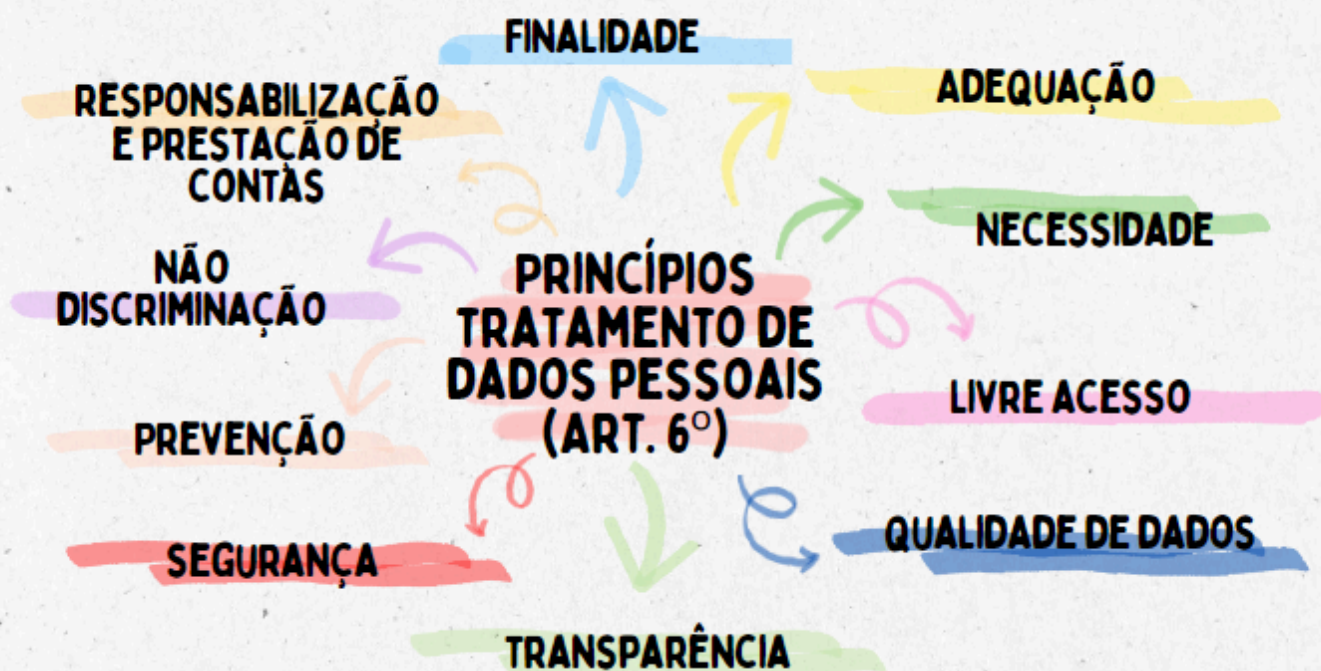 FINALIDADE
ADEQUAÇÃO
NECESSIDADE
LIVRE ACESSO
QUALIDADE DE DADOS
TRANSPARÊNCIA
SEGURANÇA
PREVENÇÃO
NÃO
DISCRIMINAÇÃO
RESPONSABILIZAÇÃO
E PRESTAÇÃO DE
CONTAS
PRINCÍPIOS
TRATAMENTO DE
DADOS PESSOAIS
(ART. 6º)